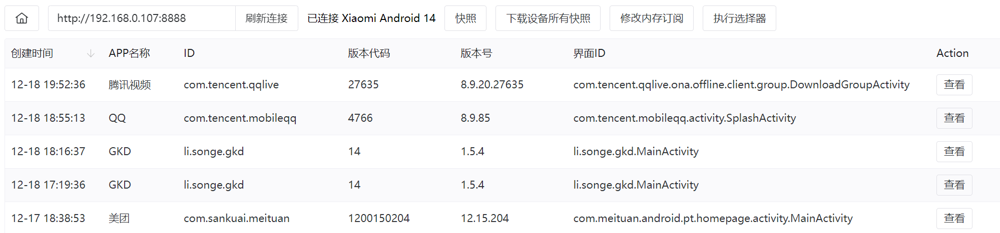 http://192.168.0.107:8888 刷新连接 已连接 Xiaomi Android 14 快照 下载设备所有快照 修改内存订阅 执行选择器
创建时间 APP名称 ID 版本代码 版本号 界面ID Action
12-18 19:52:36 腾讯视频 com.tencent.qqlive 27635 8.9.20.27635 com.tencent.qqlive.ona.offline.client.group.DownloadGroupActivity 查看
12-18 18:55:13 QQ com.tencent.mobileqq 4766 8.9.85 com.tencent.mobileqq.activity.SplashActivity 查看
12-18 18:16:37 GKD li.songe.gkd 14 1.5.4 li.songe.gkd.MainActivity 查看
12-18 17:19:36 GKD li.songe.gkd 14 1.5.4 li.songe.gkd.MainActivity 查看
12-17 18:38:53 美团 com.sankuai.meituan 1200150204 12.15.204 com.meituan.android.pt.homepage.activity.MainActivity 查看